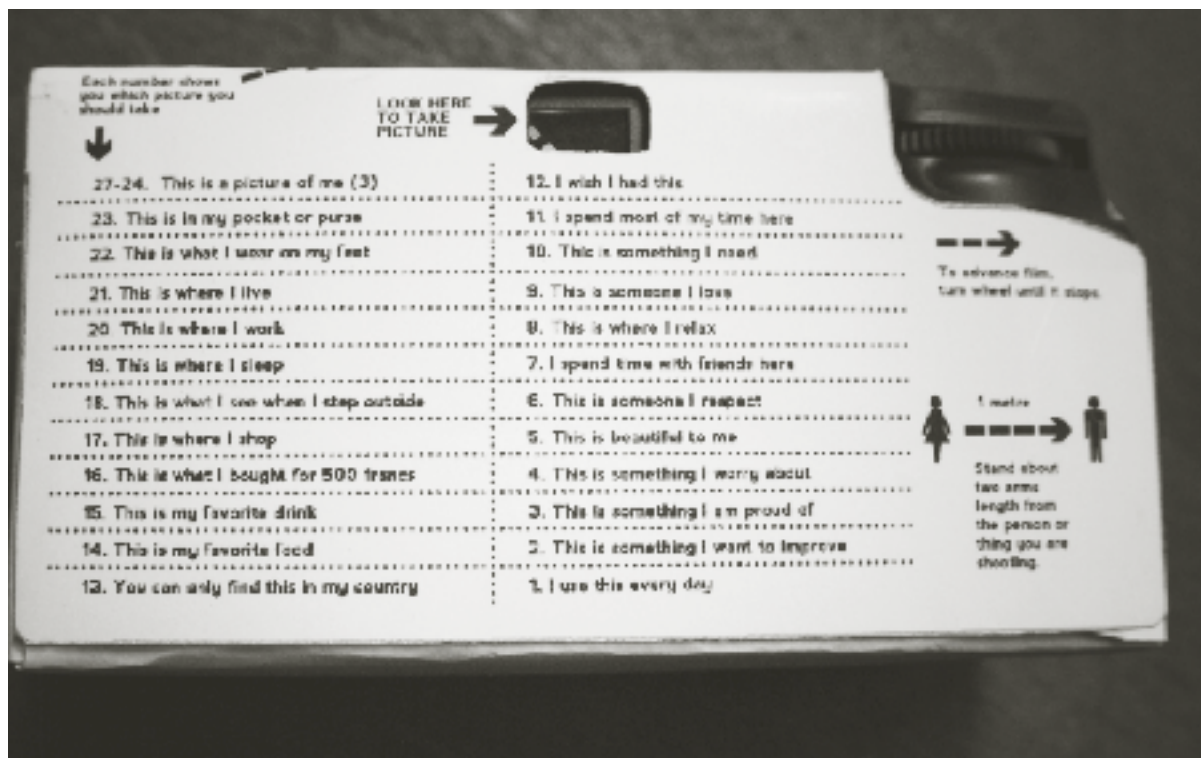 Each number shows
you which picture you
should take
LOOK HERE
TO TAKE
PICTURE
27-24. This is a picture of me (3)
23. This is in my pocket or purse
22. This is what I wear on my feet
21. This is where I live
20. This is where I work
19. This is where I sleep
18. This is what I see when I step outside
17. This is where I shop
16. This is what I bought for 500 francs
15. This is my favorite drink
14. This is my favorite food
13. You can only find this in my country
12. I wish I had this
11. I spend most of my time here
10. This is something I need
9. This is someone I love
8. This is where I relax
7. I spend time with friends here
6. This is someone I respect
5. This is beautiful to me
4. This is something I worry about
3. This is something I am proud of
2. This is something I want to improve
1. I use this every day
To advance film,
turn wheel until it stops.
1 metre
Stand about
two arms
length from
the person or
thing you are
shooting.